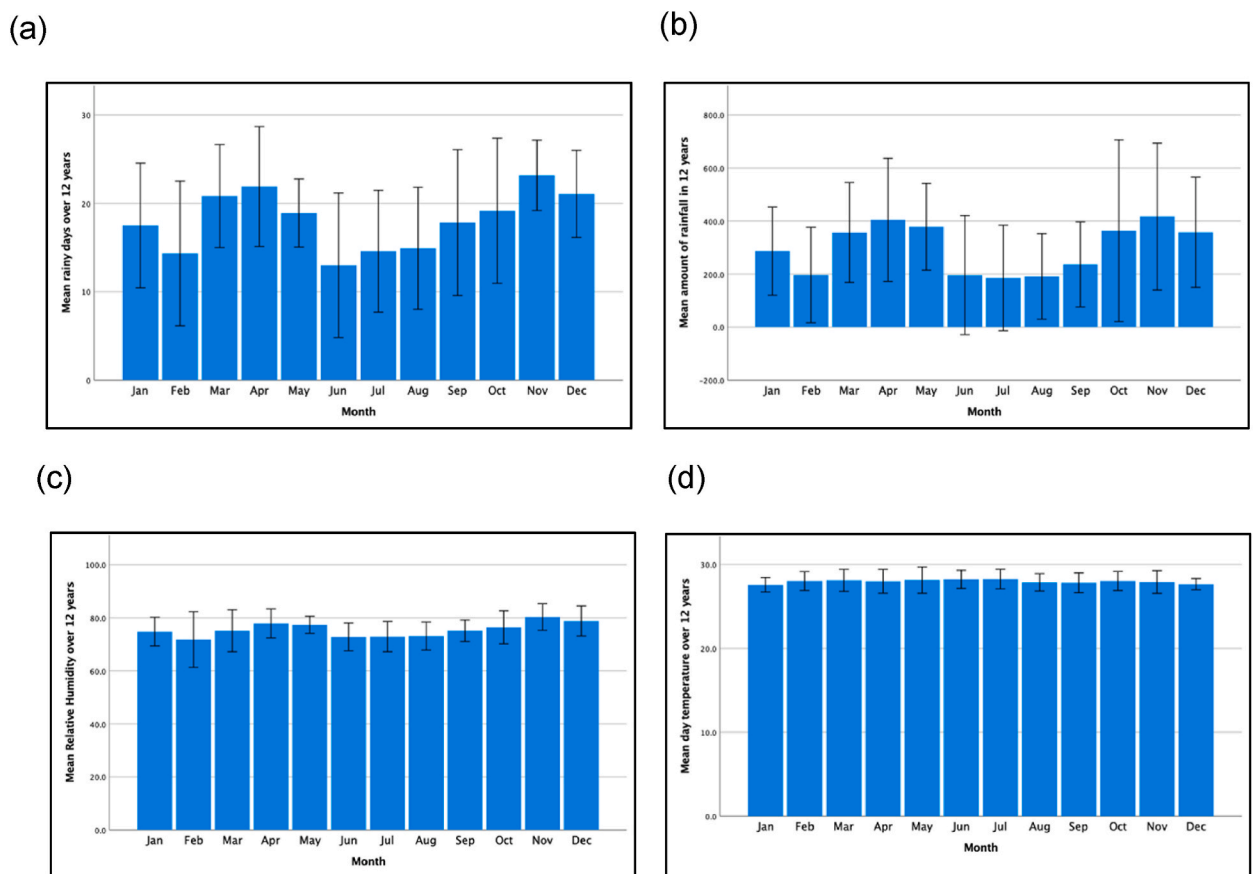 (a)
Mean rainy days over 12 years
30
20
10
0
Jan Feb Mar Apr May Jun Jul Aug Sep Oct Nov Dec
Month
(b)
Mean amount of rainfall in 12 years
800.0
600.0
400.0
200.0
0.0
-200.0
Jan Feb Mar Apr May Jun Jul Aug Sep Oct Nov Dec
Month
(c)
Mean Relative Humidity over 12 years
100.0
80.0
60.0
40.0
20.0
0.0
Jan Feb Mar Apr May Jun Jul Aug Sep Oct Nov Dec
Month
(d)
Mean day temperature over 12 years
30.0
20.0
10.0
0.0
Jan Feb Mar Apr May Jun Jul Aug Sep Oct Nov Dec
Month